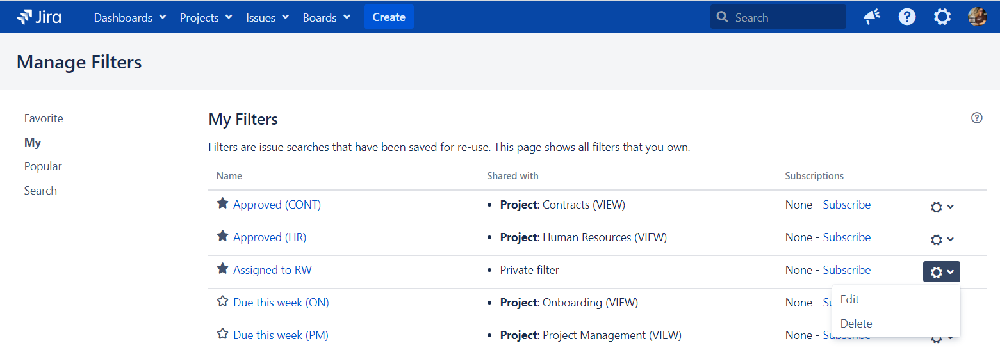 Jira Dashboards Projects Issues Boards Create Search
Manage Filters
Favorite
My
Popular
Search
My Filters
Filters are issue searches that have been saved for re-use. This page shows all filters that you own.
Name Shared with Subscriptions
Approved (CONT) • Project: Contracts (VIEW) None - Subscribe
Approved (HR) • Project: Human Resources (VIEW) None - Subscribe
Assigned to RW • Private filter None - Subscribe
Due this week (ON) • Project: Onboarding (VIEW) None -
Edit
Delete
Due this week (PM) • Project: Project Management (VIEW) None - Subscribe